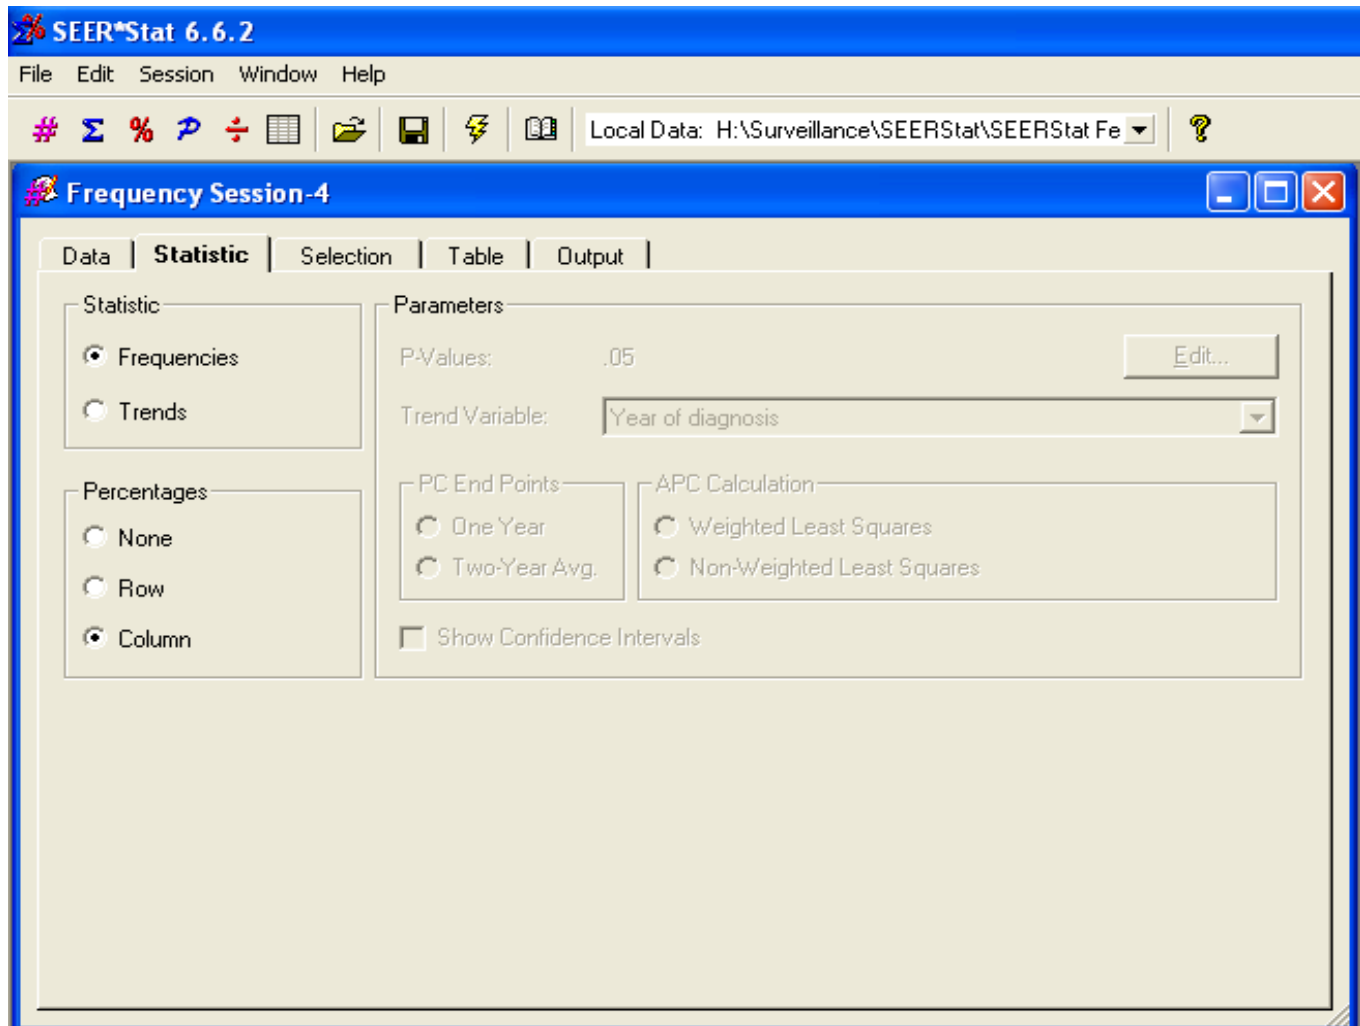 SEER*Stat 6.6.2
File Edit Session Window Help
# Σ % P ÷ Local Data: H:\Surveillance\SEERStat\SEERStat Fe ?
Frequency Session-4
Data Statistic Selection Table Output
Statistic
Frequencies
Trends
Percentages
None
Row
Column
Parameters
P-Values: .05 Edit...
Trend Variable: Year of diagnosis
PC End Points
One Year
Two-Year Avg.
APC Calculation
Weighted Least Squares
Non-Weighted Least Squares
Show Confidence Intervals